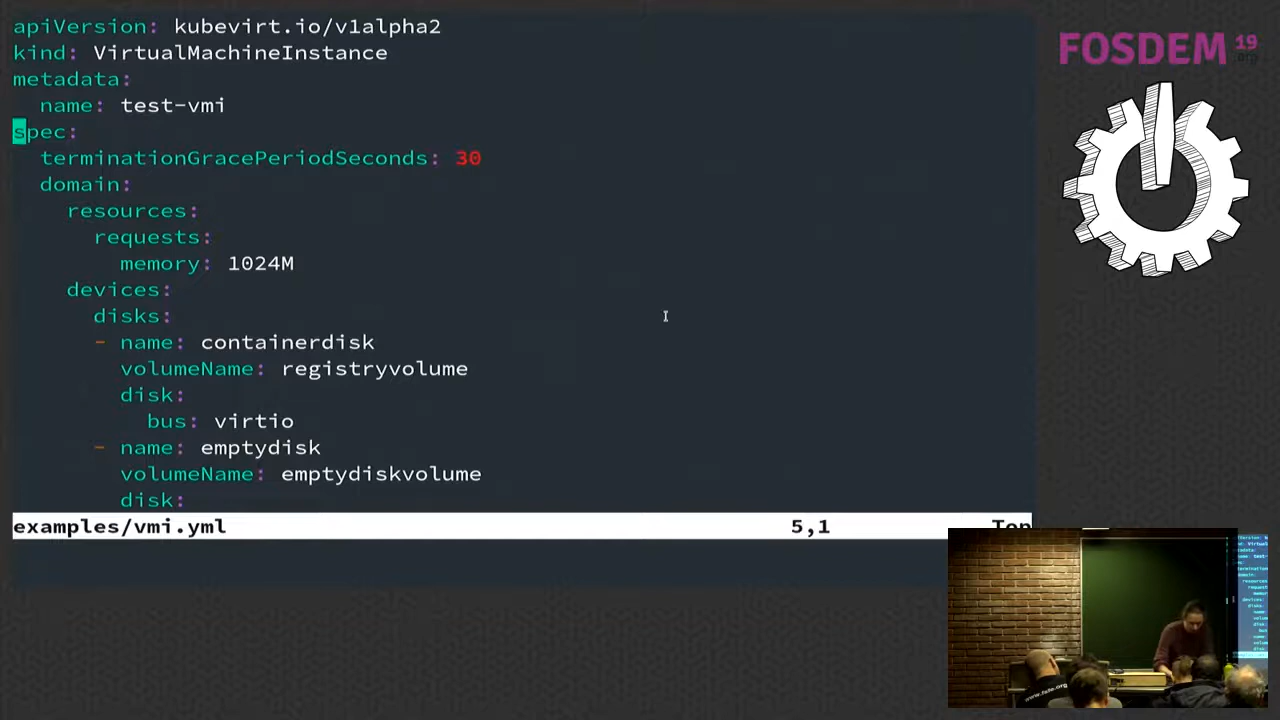 apiVersion: kubevirt.io/v1alpha2
kind: VirtualMachineInstance
metadata:
  name: test-vmi
spec:
  terminationGracePeriodSeconds: 30
  domain:
    resources:
      requests:
        memory: 1024M
    devices:
      disks:
      - name: containerdisk
        volumeName: registryvolume
        disk:
          bus: virtio
      - name: emptydisk
        volumeName: emptydiskvolume
        disk:
examples/vmi.yml 5,1 Top
FOSDEM 19
.org